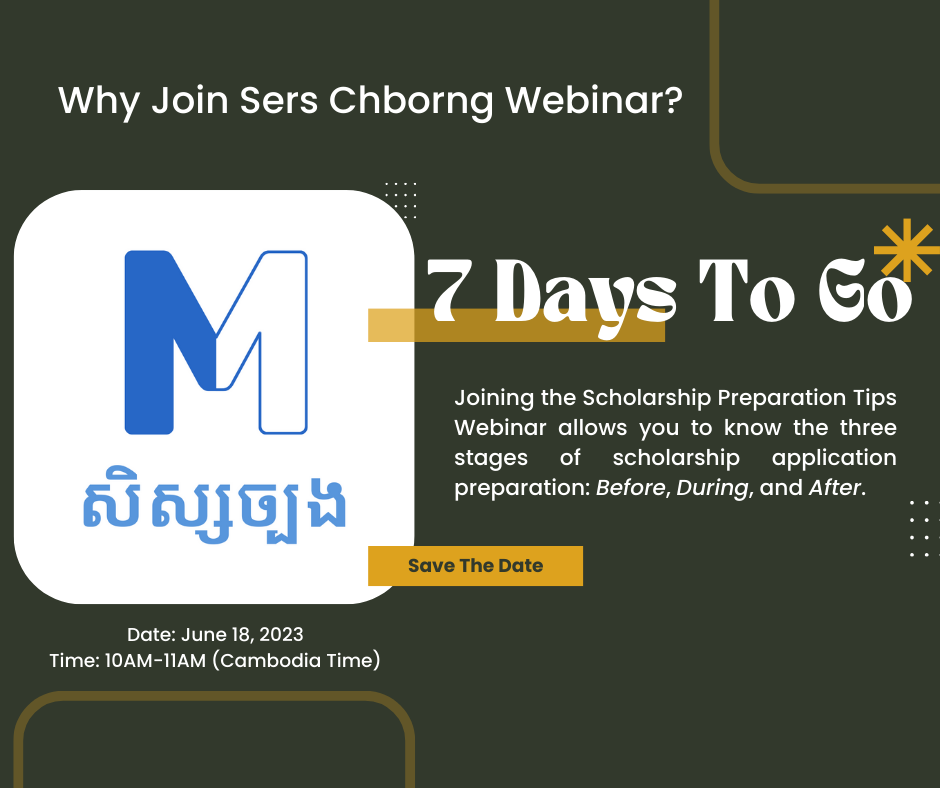 Why Join Sers Chborng Webinar?
M
សិស្សច្បង
7 Days To Go
Joining the Scholarship Preparation Tips
Webinar allows you to know the three
stages of scholarship application
preparation: Before, During, and After.
Save The Date
Date: June 18, 2023
Time: 10AM-11AM (Cambodia Time)